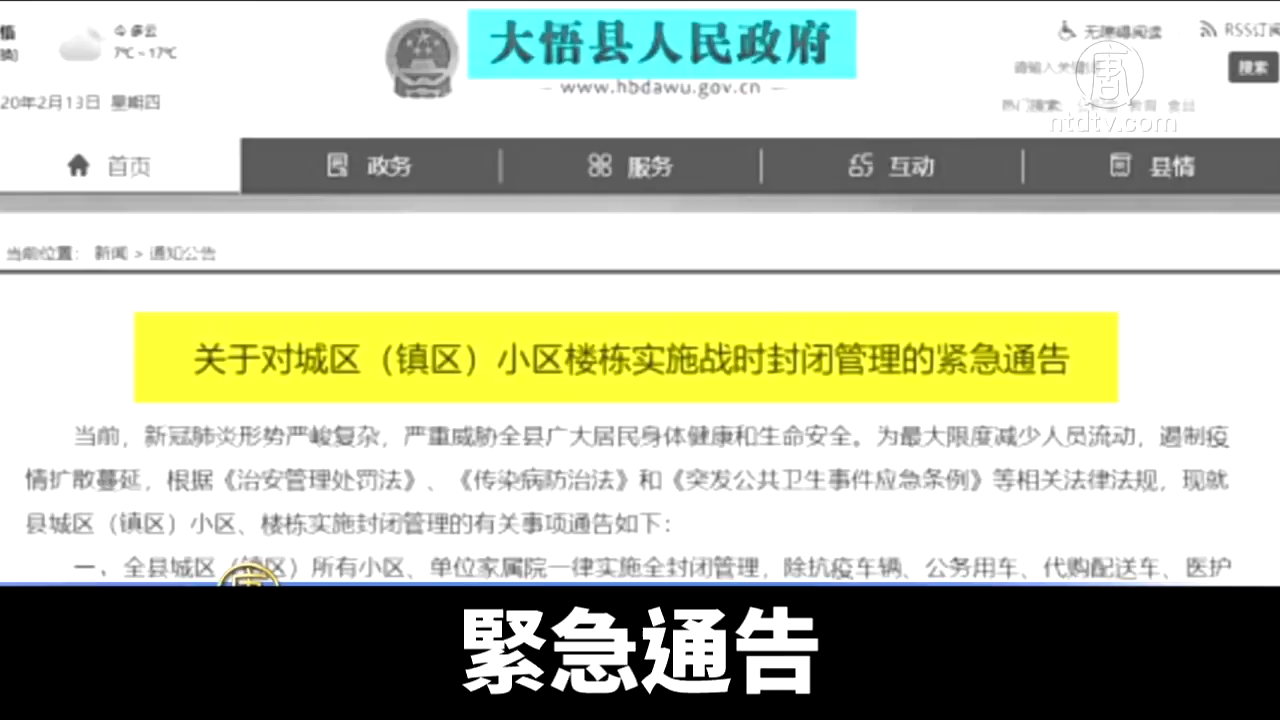 今 多云
7℃~17℃
20年2月13日 星期四
大悟县人民政府
www.hbdawu.gov.cn
无障碍阅读
RSS订阅
请输入关键
搜索
热门搜索:
ntdtv.com
首页
政务
服务
互动
县情
当前位置: 新闻 > 通知公告
关于对城区（镇区）小区楼栋实施战时封闭管理的紧急通告
当前，新冠肺炎形势严峻复杂，严重威胁全县广大居民身体健康和生命安全。为最大限度减少人员流动，遏制疫
情扩散蔓延，根据《治安管理处罚法》、《传染病防治法》和《突发公共卫生事件应急条例》等相关法律法规，现就
县城区（镇区）小区、楼栋实施封闭管理的有关事项通告如下：
一、全县城区（镇区）所有小区、单位家属院一律实施全封闭管理，除抗疫车辆、公务用车、代购配送车、医护
緊急通告